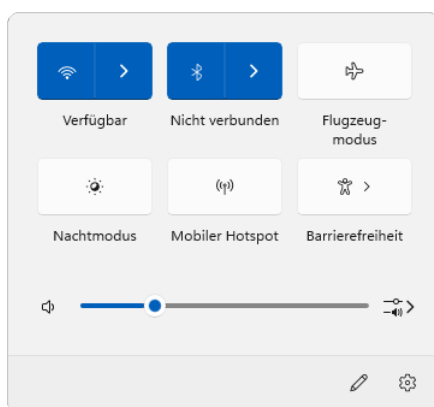 Verfügbar
Nicht verbunden
Flugzeug-
modus
Nachtmodus
Mobiler Hotspot
Barrierefreiheit